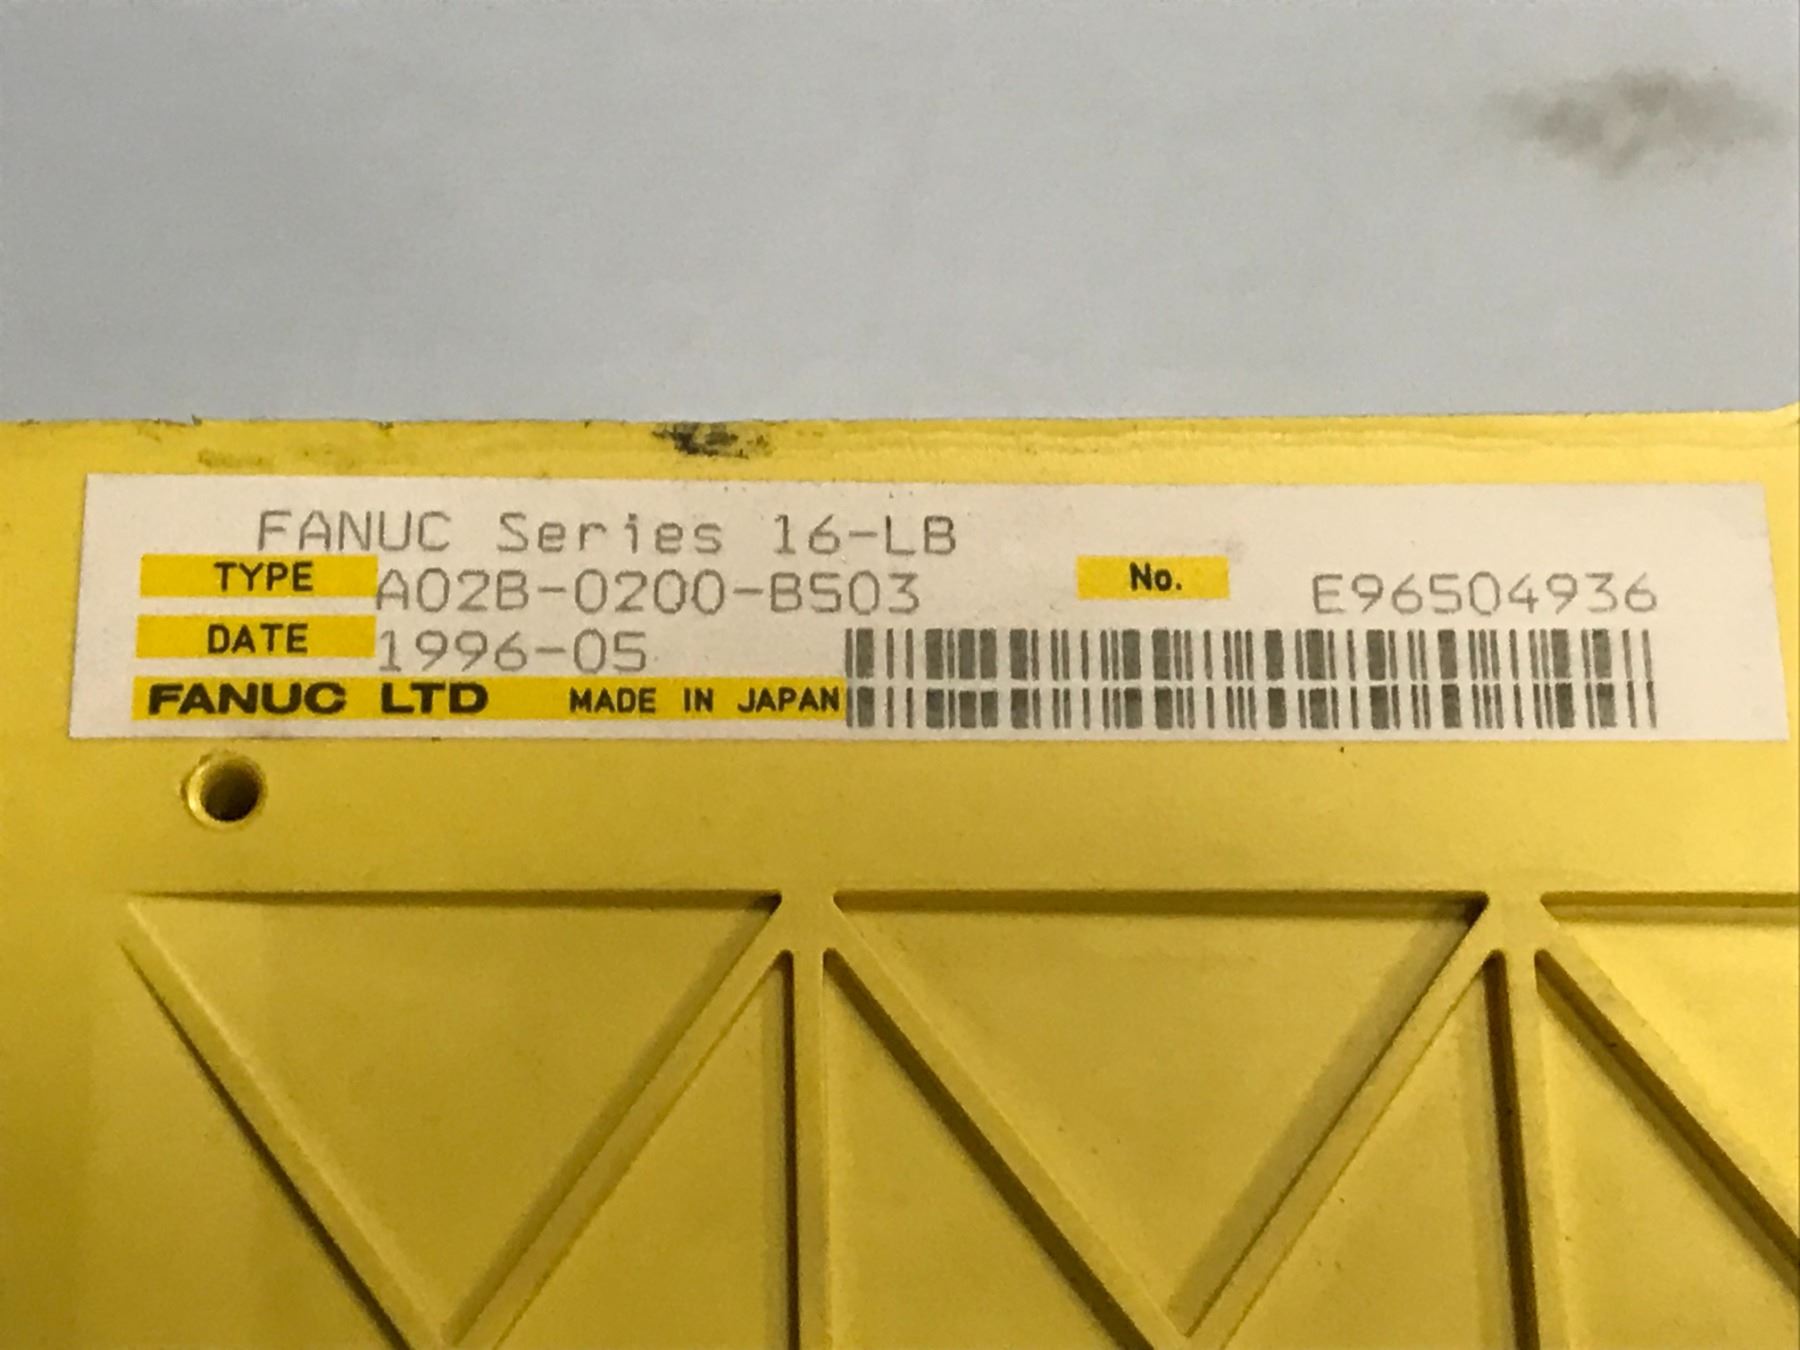 FANUC Series 16-LB
TYPE A02B-0200-B503 No. E96504936
DATE 1996-05
FANUC LTD MADE IN JAPAN